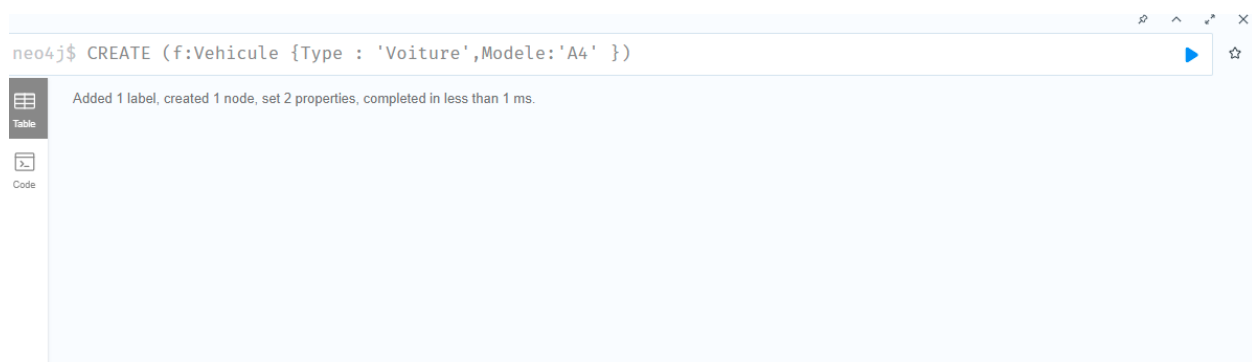 neo4j$ CREATE (f:Vehicule {Type : 'Voiture',Modele:'A4' })
Table
Added 1 label, created 1 node, set 2 properties, completed in less than 1 ms.
Code